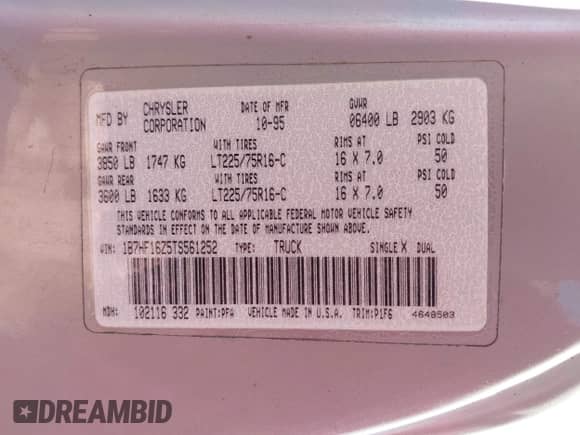 MFD BY CHRYSLER CORPORATION DATE OF MFR 10-95 GVWR 06400 LB 2903 KG
GAWR FRONT WITH TIRES RIMS AT PSI COLD
3850 LB 1747 KG LT225/75R16-C 16 X 7.0 50
GAWR REAR WITH TIRES RIMS AT PSI COLD
3600 LB 1633 KG LT225/75R16-C 16 X 7.0 50
THIS VEHICLE CONFORMS TO ALL APPLICABLE FEDERAL MOTOR VEHICLE SAFETY
STANDARDS IN EFFECT ON THE DATE OF MANUFACTURE SHOWN ABOVE.
VIN: 1B7HF16Z5TS561252 TYPE: TRUCK SINGLE X DUAL
MDH: 102116 332 PAINT:PFA VEHICLE MADE IN U.S.A. TRIM:P1F6 4648503
DREAMBID